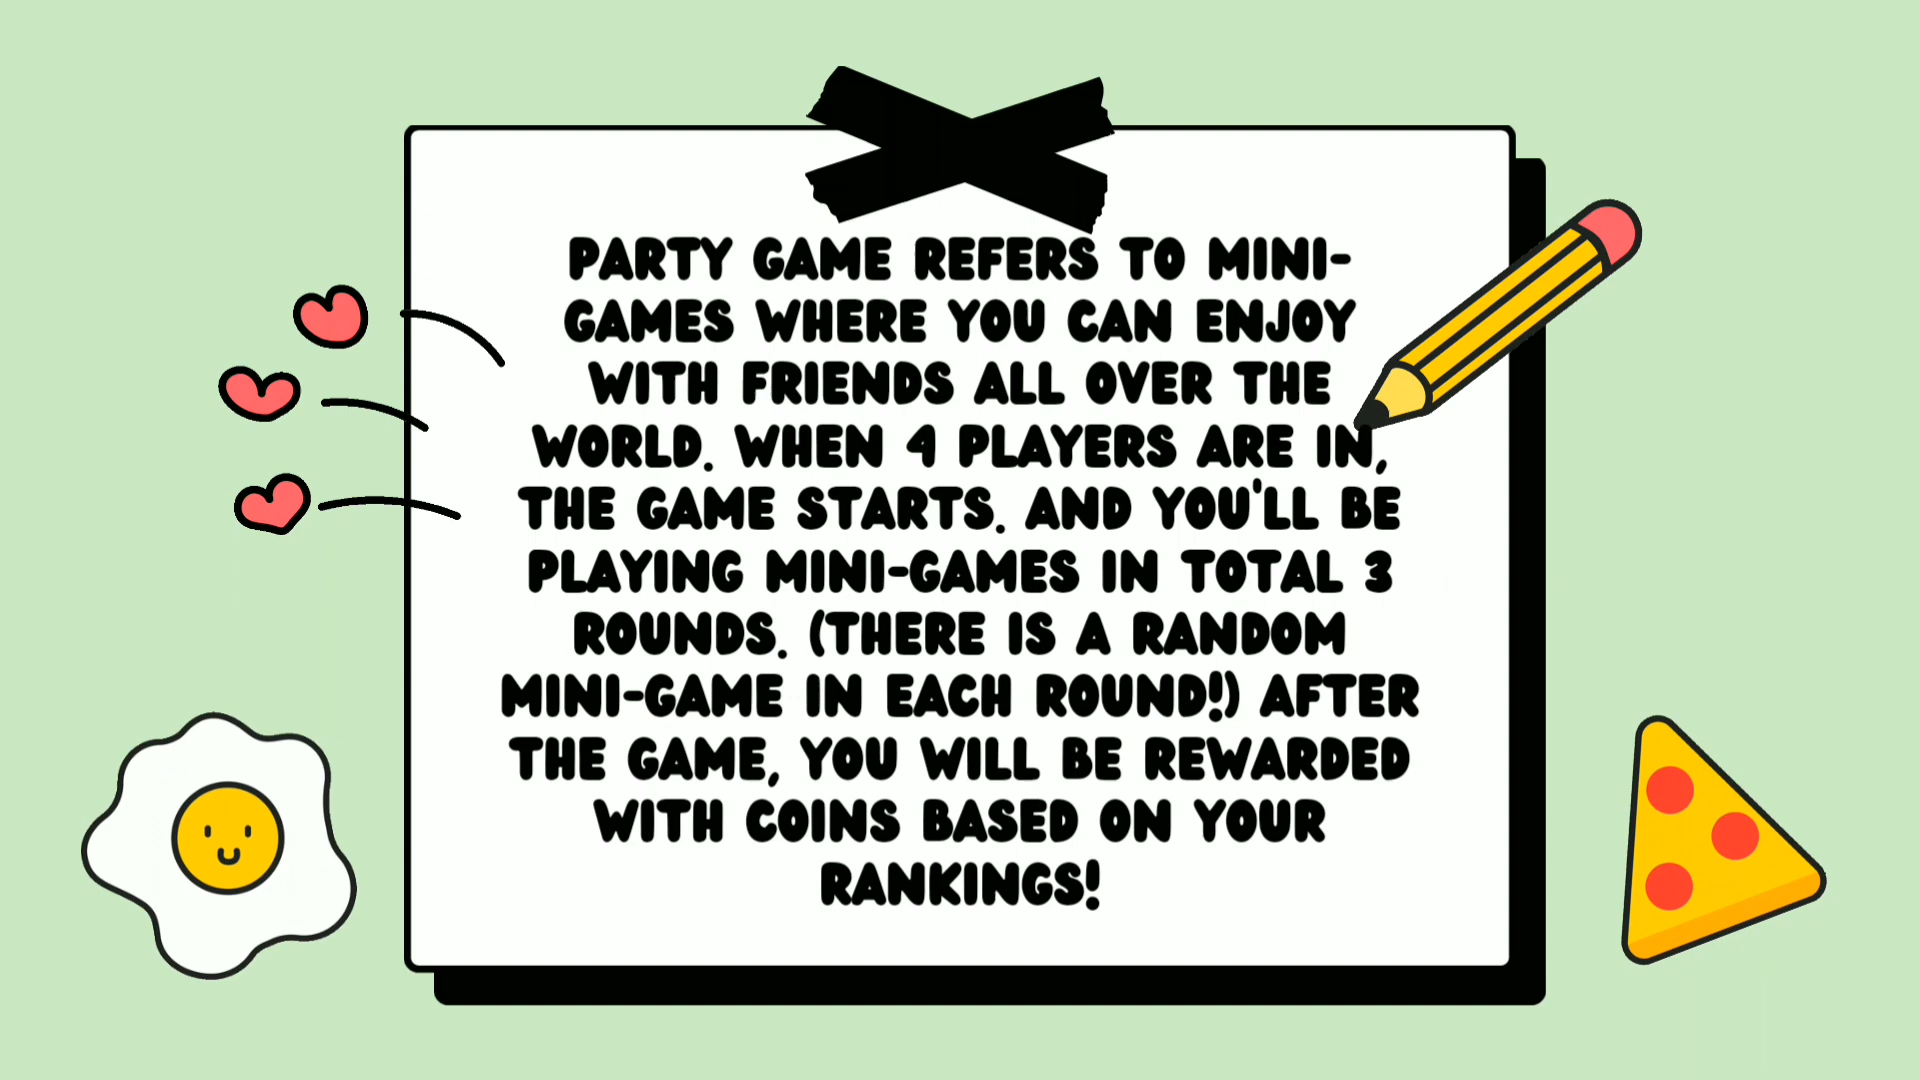 PARTY GAME REFERS TO MINI-
GAMES WHERE YOU CAN ENJOY
WITH FRIENDS ALL OVER THE
WORLD. WHEN 4 PLAYERS ARE IN,
THE GAME STARTS. AND YOU'LL BE
PLAYING MINI-GAMES IN TOTAL 3
ROUNDS. (THERE IS A RANDOM
MINI-GAME IN EACH ROUND!) AFTER
THE GAME, YOU WILL BE REWARDED
WITH COINS BASED ON YOUR
RANKINGS!